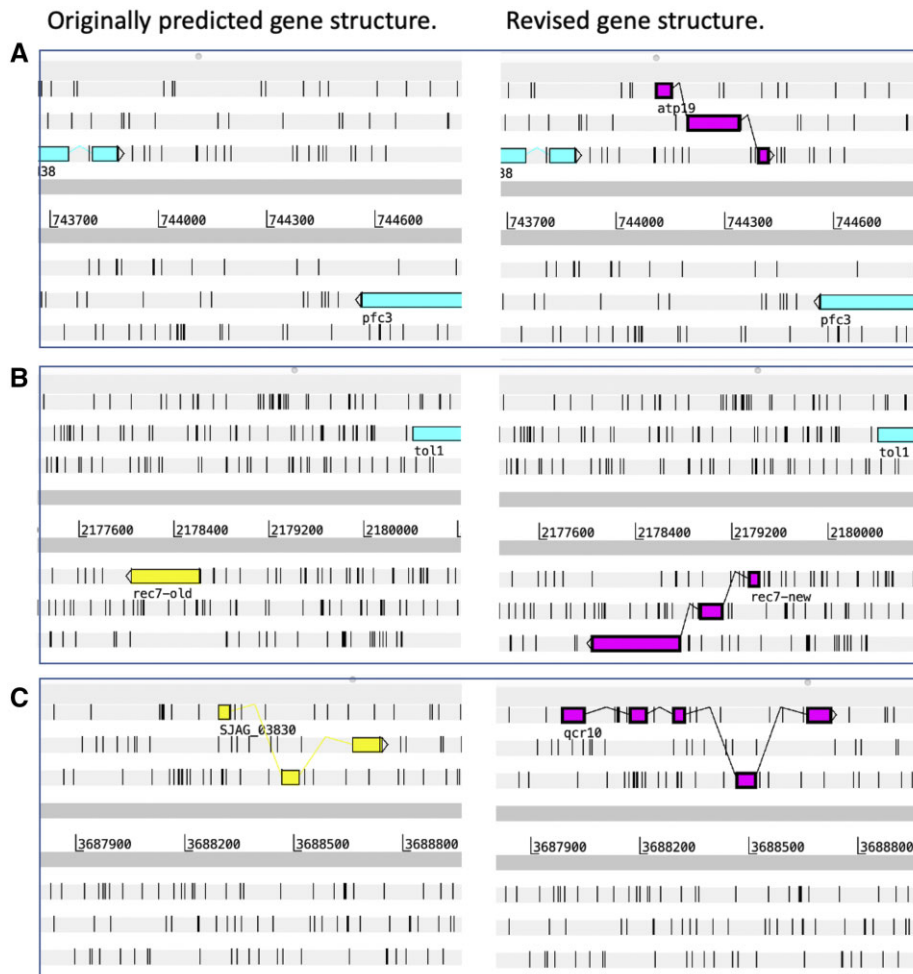 Originally predicted gene structure.
Revised gene structure.
A
atp19
38
38
743700 744000 744300 744600
743700 744000 744300 744600
pfc3
pfc3
B
tol1
tol1
2177600 2178400 2179200 2180000
2177600 2178400 2179200 2180000
rec7-old
rec7-new
C
SJAG_03830
qcr10
3687900 3688200 3688500 3688800
3687900 3688200 3688500 3688800